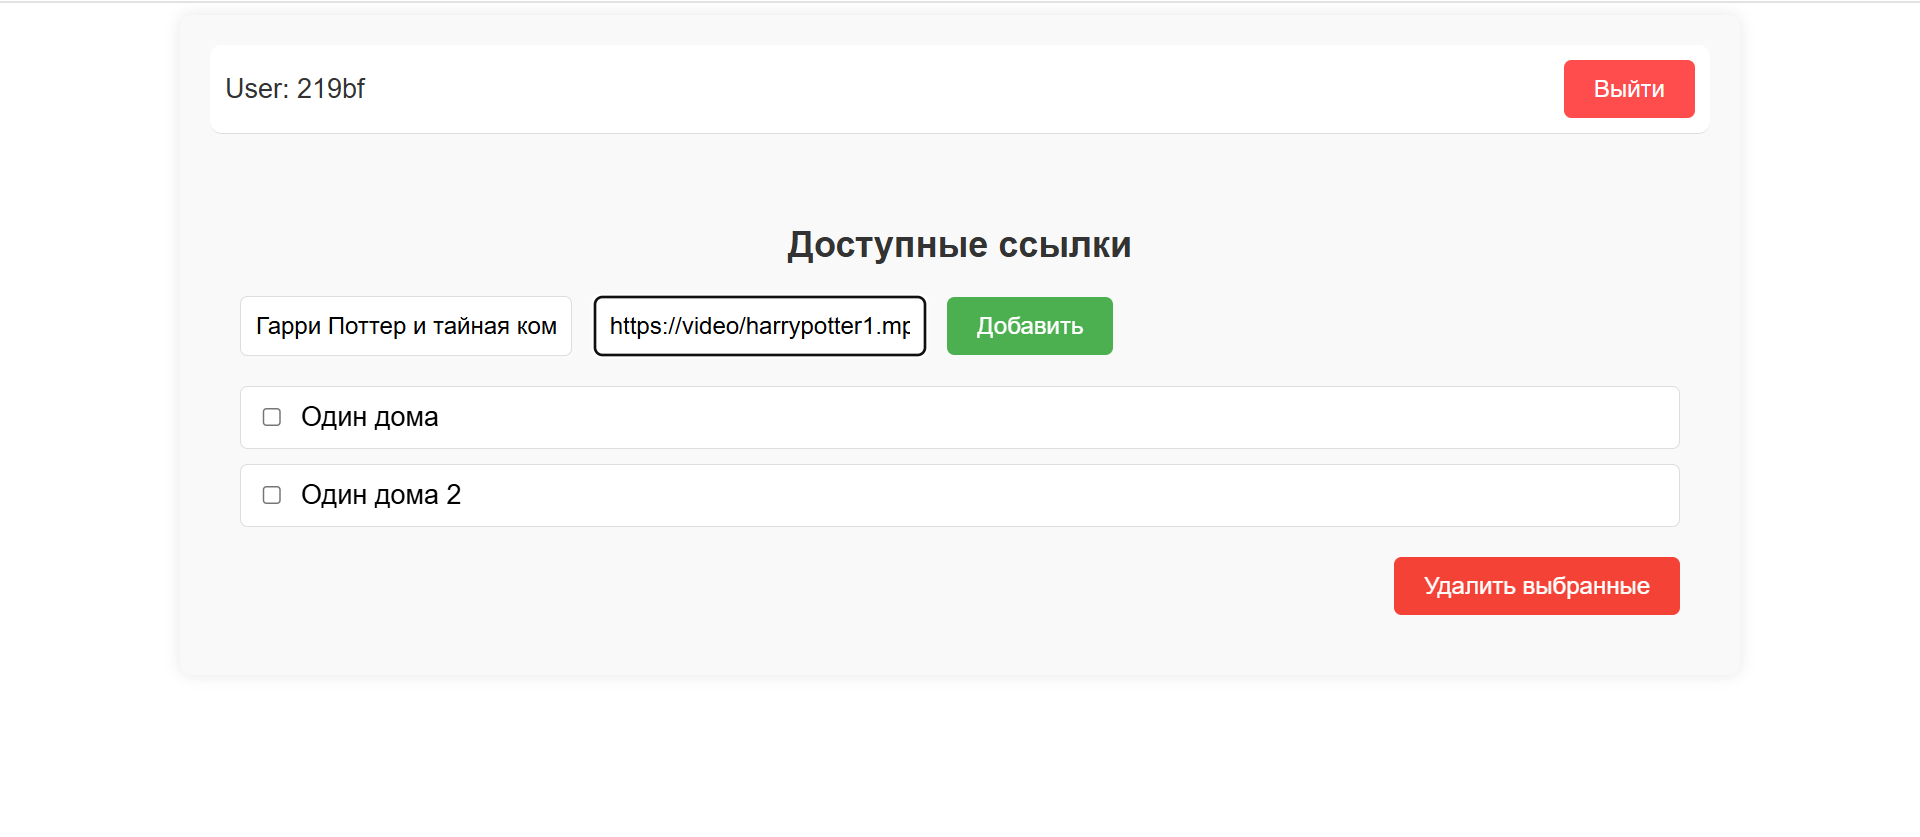 User: 219bf
Выйти
Доступные ссылки
Гарри Поттер и тайная ком
https://video/harrypotter1.mp
Добавить
Один дома
Один дома 2
Удалить выбранные